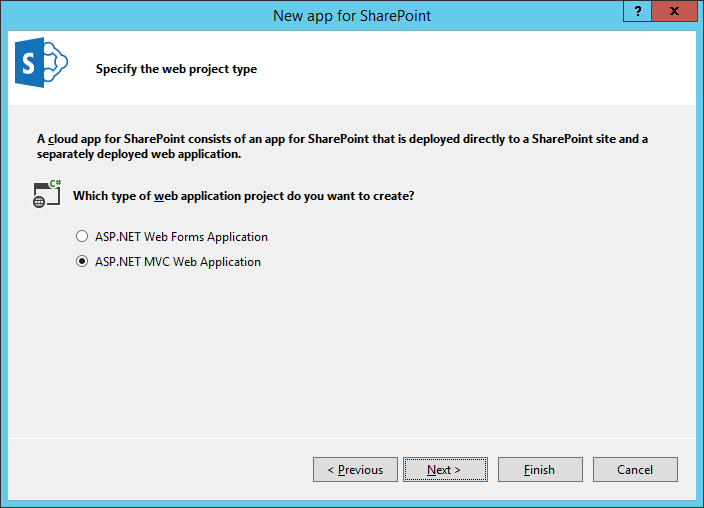 New app for SharePoint
?
x
S
Specify the web project type
A cloud app for SharePoint consists of an app for SharePoint that is deployed directly to a SharePoint site and a
separately deployed web application.
C#
Which type of web application project do you want to create?
ASP.NET Web Forms Application
ASP.NET MVC Web Application
< Previous
Next >
Finish
Cancel